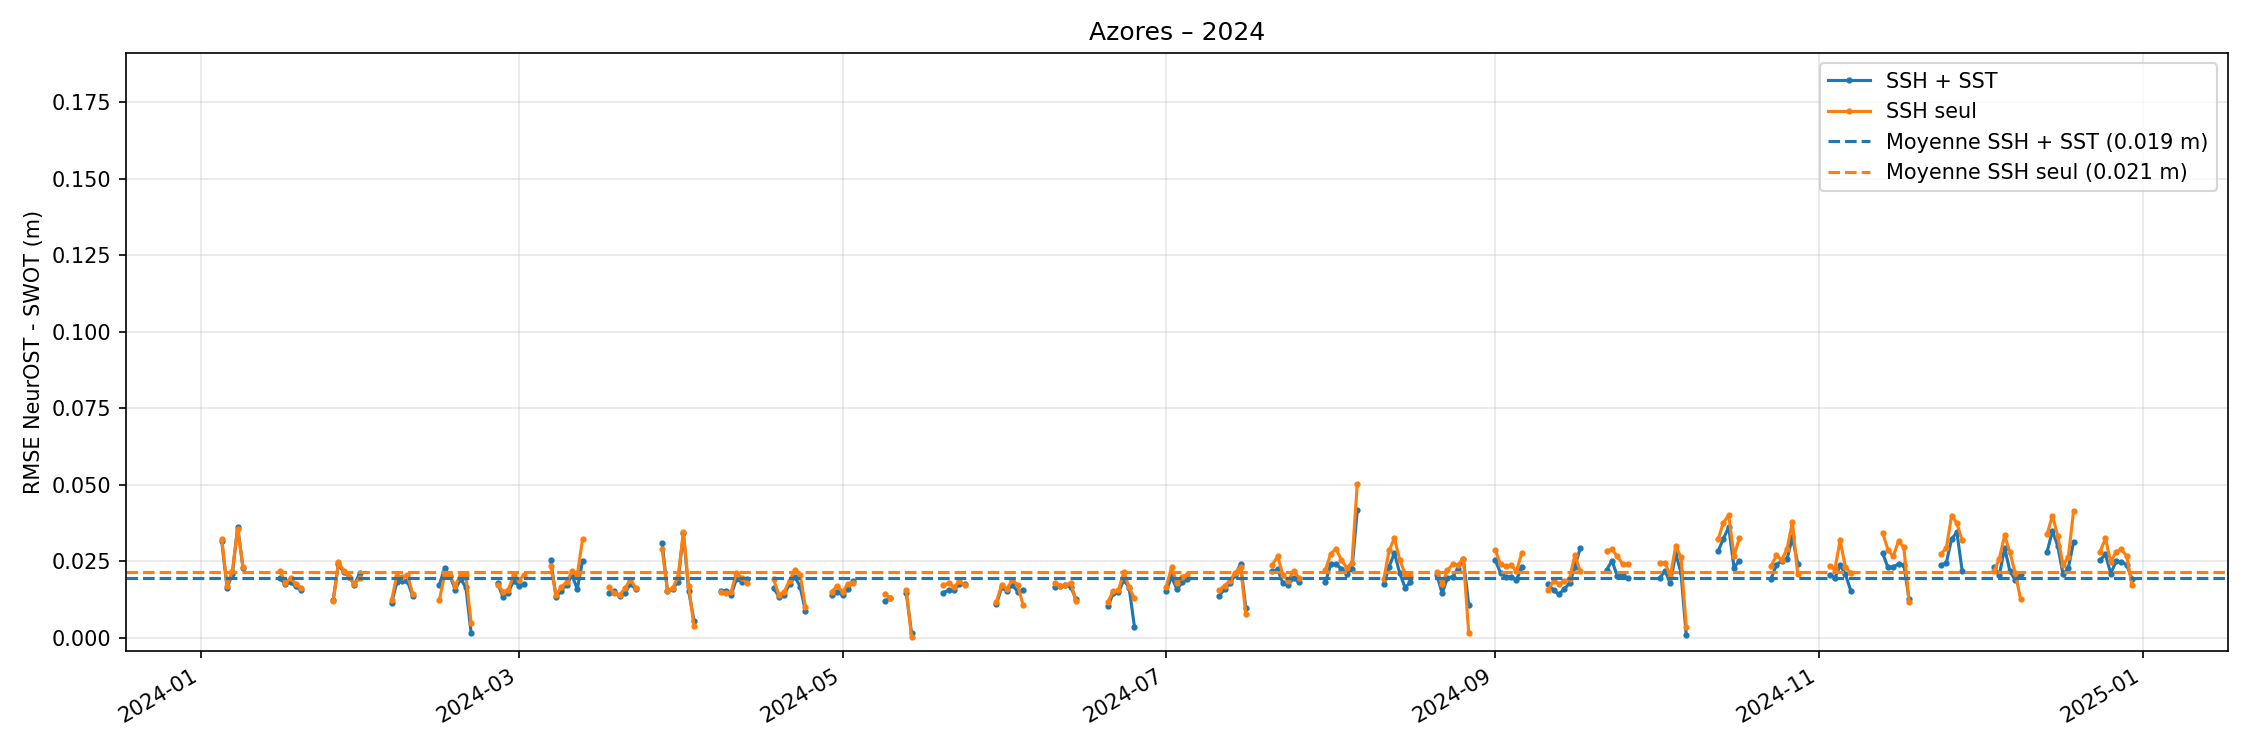 Azores – 2024
RMSE NeurOST - SWOT (m)
0.175
0.150
0.125
0.100
0.075
0.050
0.025
0.000
SSH + SST
SSH seul
Moyenne SSH + SST (0.019 m)
Moyenne SSH seul (0.021 m)
2024-01
2024-03
2024-05
2024-07
2024-09
2024-11
2025-01